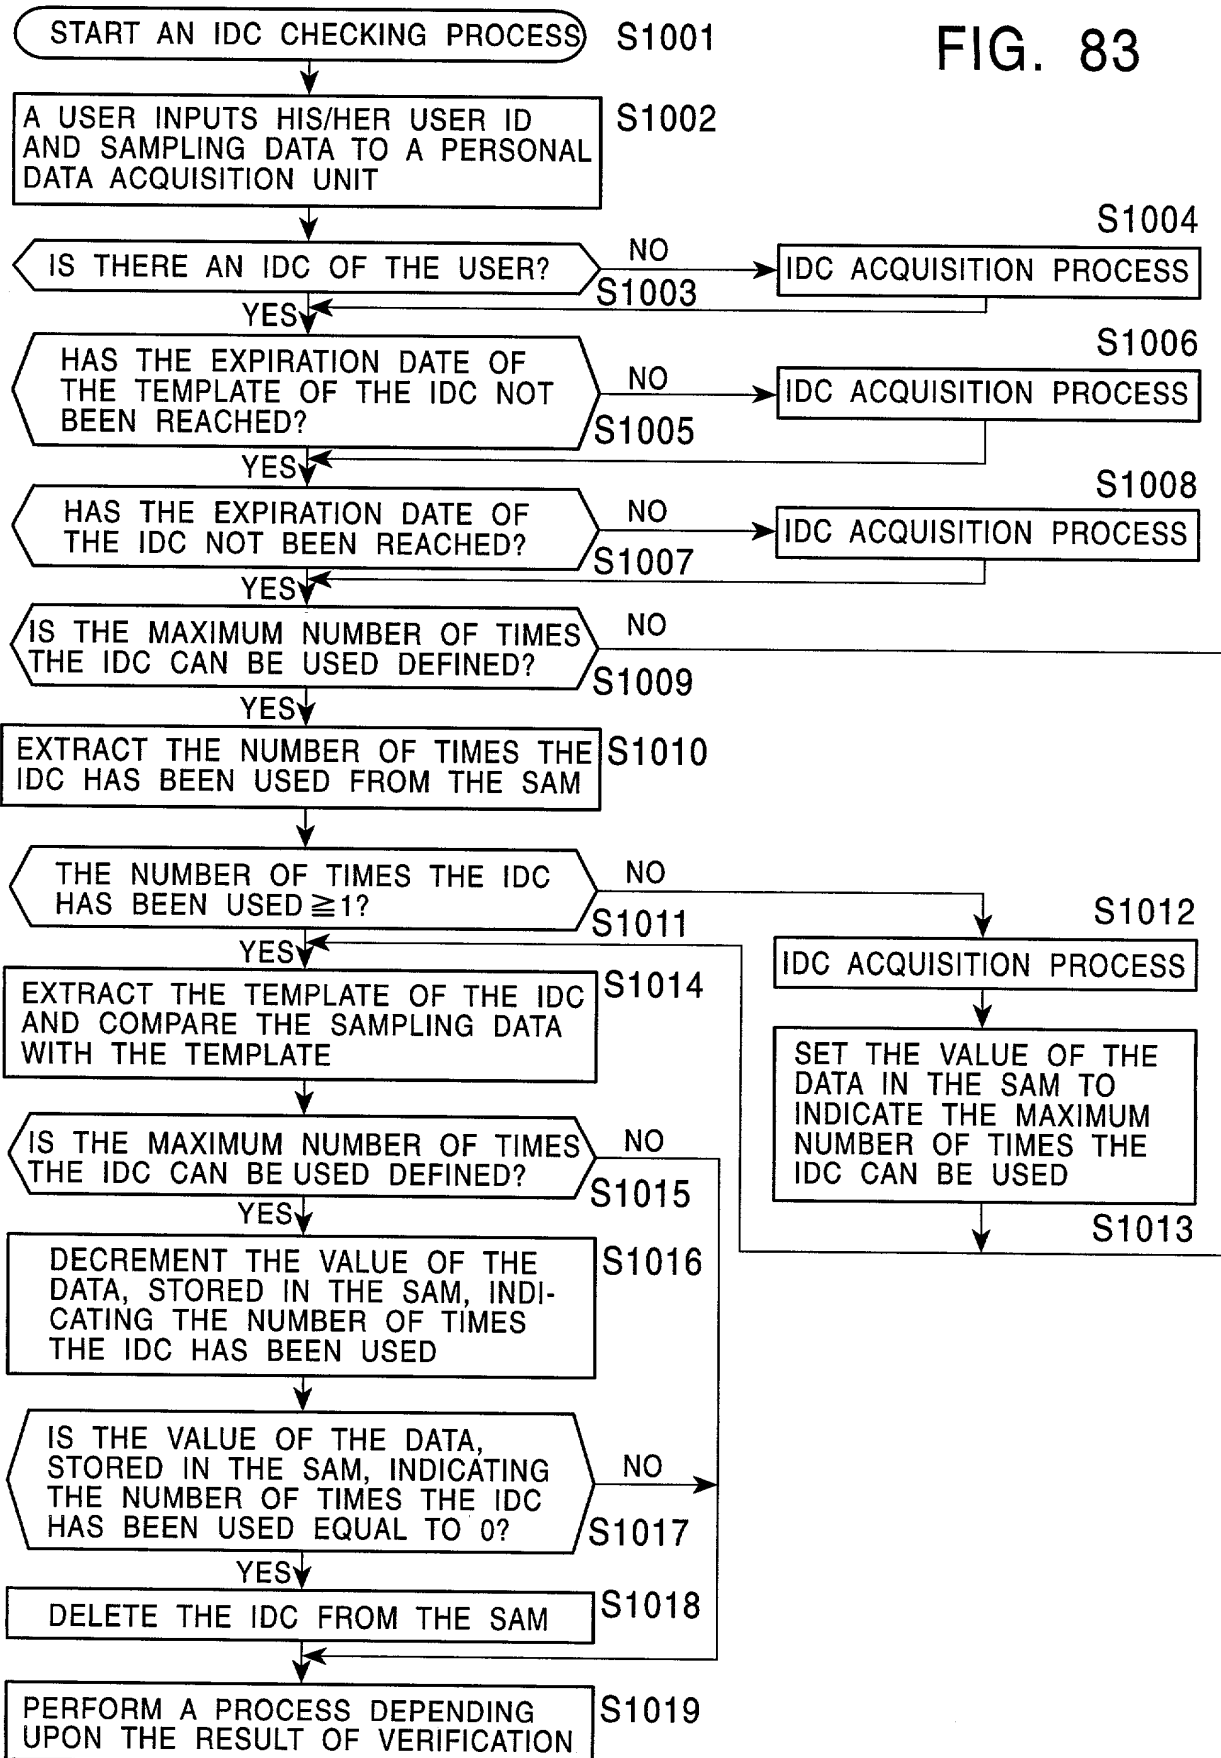 FIG. 83
START AN IDC CHECKING PROCESS
S1001
A USER INPUTS HIS/HER USER ID
AND SAMPLING DATA TO A PERSONAL
DATA ACQUISITION UNIT
S1002
IS THERE AN IDC OF THE USER?
NO
S1003
YES
S1004
IDC ACQUISITION PROCESS
HAS THE EXPIRATION DATE OF
THE TEMPLATE OF THE IDC NOT
BEEN REACHED?
NO
S1005
YES
S1006
IDC ACQUISITION PROCESS
HAS THE EXPIRATION DATE OF
THE IDC NOT BEEN REACHED?
NO
S1007
YES
S1008
IDC ACQUISITION PROCESS
IS THE MAXIMUM NUMBER OF TIMES
THE IDC CAN BE USED DEFINED?
NO
S1009
YES
EXTRACT THE NUMBER OF TIMES THE
IDC HAS BEEN USED FROM THE SAM
S1010
THE NUMBER OF TIMES THE IDC
HAS BEEN USED ≧1?
NO
S1011
YES
S1012
IDC ACQUISITION PROCESS
SET THE VALUE OF THE
DATA IN THE SAM TO
INDICATE THE MAXIMUM
NUMBER OF TIMES THE
IDC CAN BE USED
S1013
EXTRACT THE TEMPLATE OF THE IDC
AND COMPARE THE SAMPLING DATA
WITH THE TEMPLATE
S1014
IS THE MAXIMUM NUMBER OF TIMES
THE IDC CAN BE USED DEFINED?
NO
S1015
YES
DECREMENT THE VALUE OF THE
DATA, STORED IN THE SAM, INDI-
CATING THE NUMBER OF TIMES
THE IDC HAS BEEN USED
S1016
IS THE VALUE OF THE DATA,
STORED IN THE SAM, INDICATING
THE NUMBER OF TIMES THE IDC
HAS BEEN USED EQUAL TO 0?
NO
S1017
YES
DELETE THE IDC FROM THE SAM
S1018
PERFORM A PROCESS DEPENDING
UPON THE RESULT OF VERIFICATION
S1019